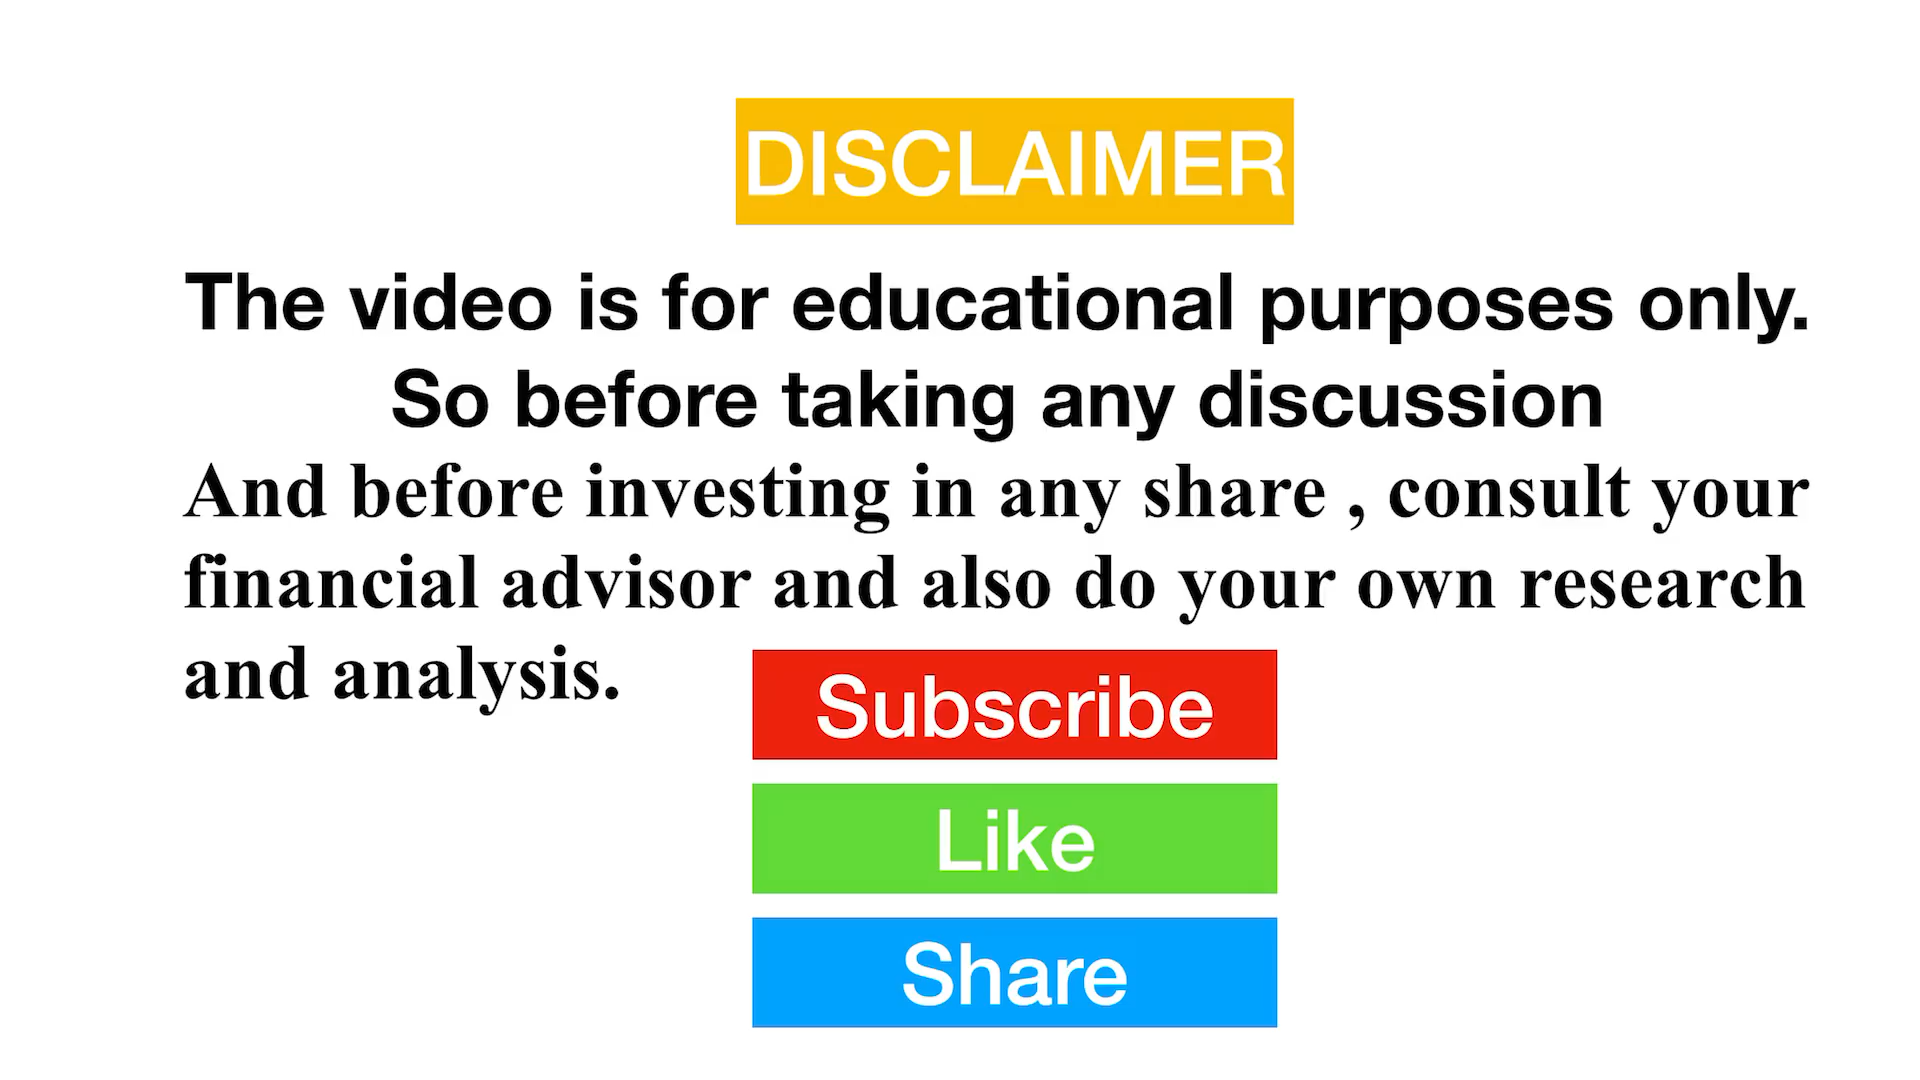 DISCLAIMER
The video is for educational purposes only.
So before taking any discussion
And before investing in any share , consult your
financial advisor and also do your own research
and analysis.
Subscribe
Like
Share